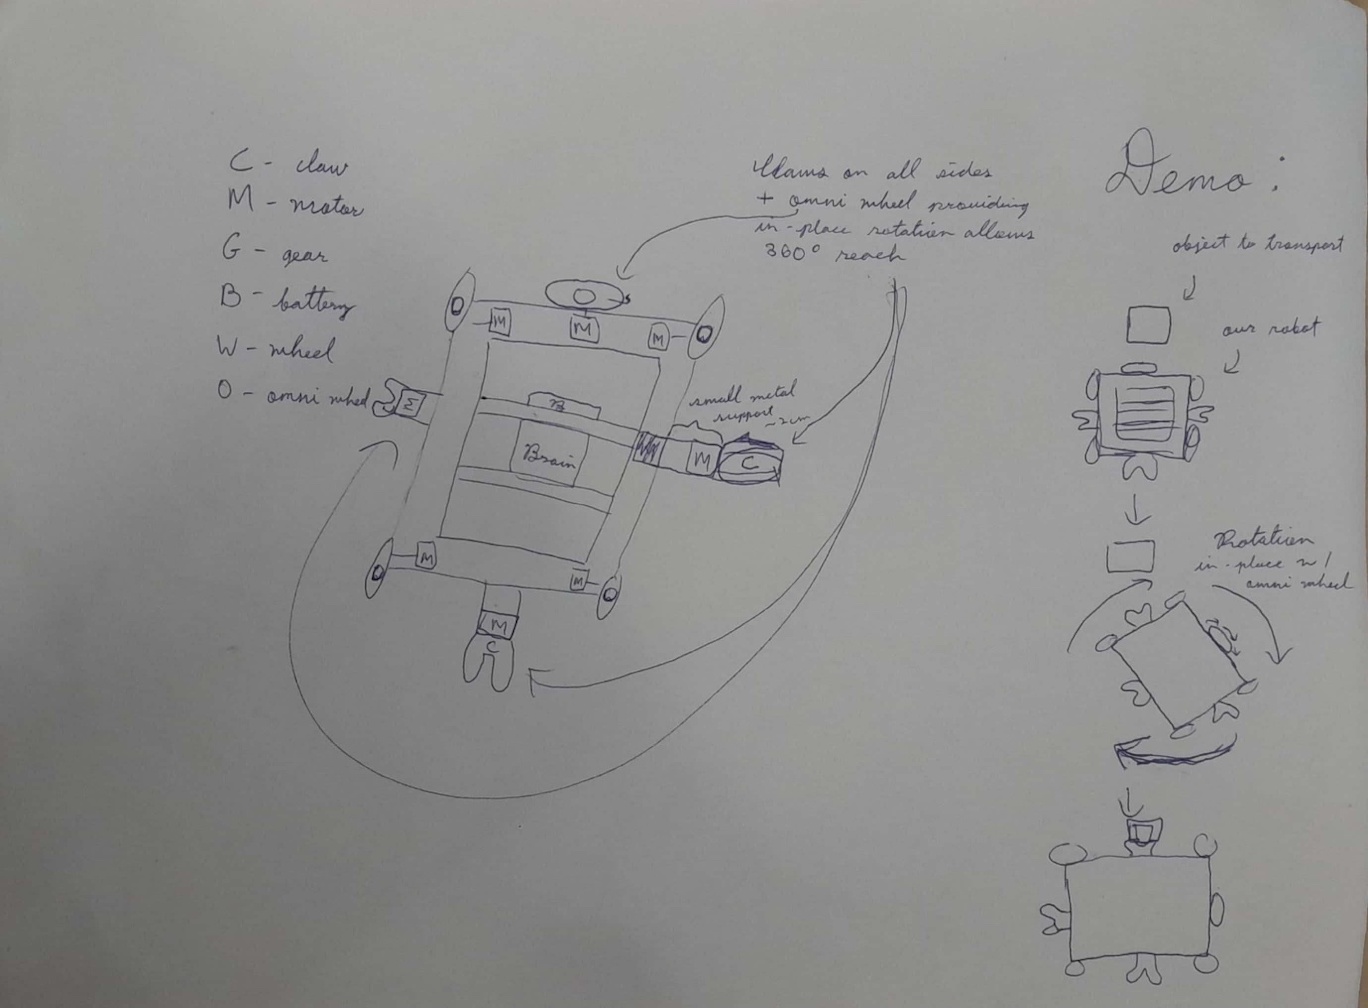 C - claw
M - motor
G - gear
B - battery
W - wheel
O - omni wheel
Claws on all sides
+ omni wheel providing
in-place rotation allows
360° reach
M
M
M
M
small metal
support ~2cm
B
Brain
M
C
M
M
M
C
Demo:
object to transport
our robot
Rotation
in-place w/
omni wheel